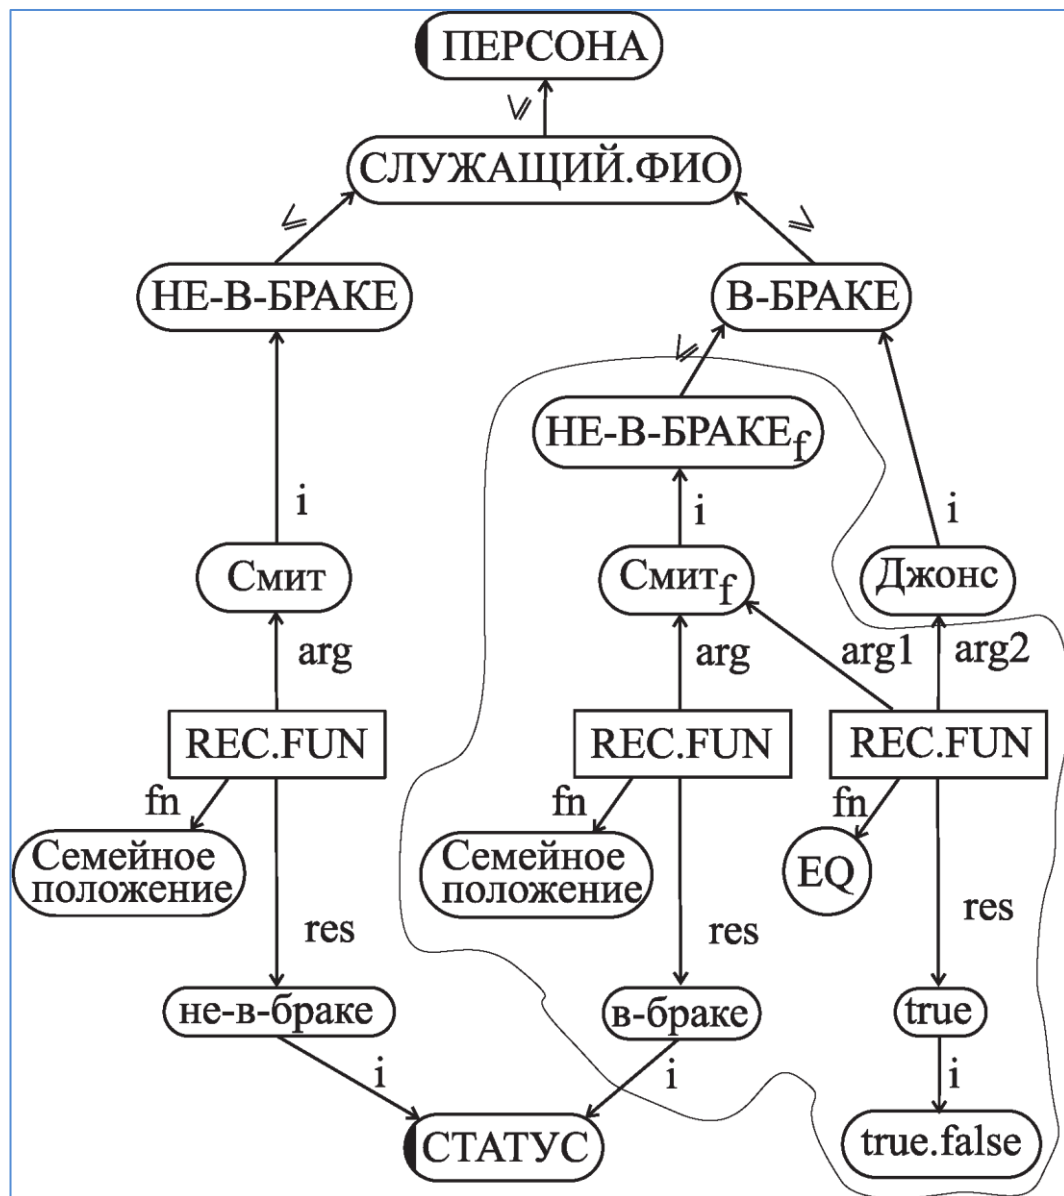 ПЕРСОНА
⩽
СЛУЖАЩИЙ.ФИО
⩽ ⩾
НЕ-В-БРАКЕ В-БРАКЕ
⩽
НЕ-В-БРАКЕf
i i i
Смит Смитf Джонс
arg arg arg1 arg2
REC.FUN REC.FUN REC.FUN
fn fn fn
Семейное Семейное EQ
положение положение
res res res
не-в-браке в-браке true
i i i
СТАТУС true.false